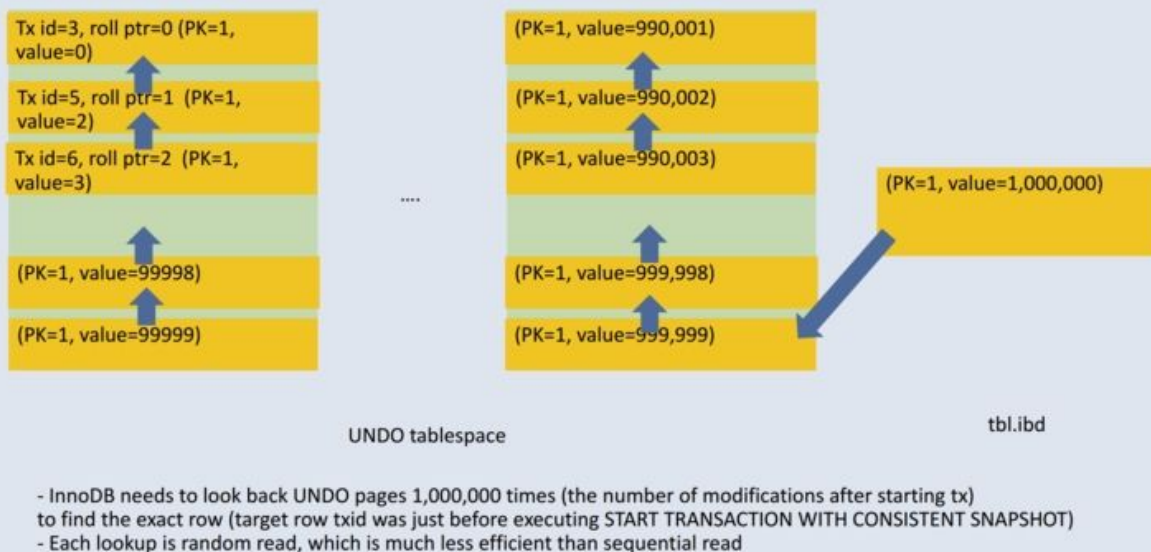 Tx id=3, roll ptr=0 (PK=1,
value=0)
Tx id=5, roll ptr=1 (PK=1,
value=2)
Tx id=6, roll ptr=2 (PK=1,
value=3)
(PK=1, value=99998)
(PK=1, value=99999)
....
(PK=1, value=990,001)
(PK=1, value=990,002)
(PK=1, value=990,003)
(PK=1, value=999,998)
(PK=1, value=999,999)
(PK=1, value=1,000,000)
UNDO tablespace
tbl.ibd
- InnoDB needs to look back UNDO pages 1,000,000 times (the number of modifications after starting tx)
to find the exact row (target row txid was just before executing START TRANSACTION WITH CONSISTENT SNAPSHOT)
- Each lookup is random read, which is much less efficient than sequential read